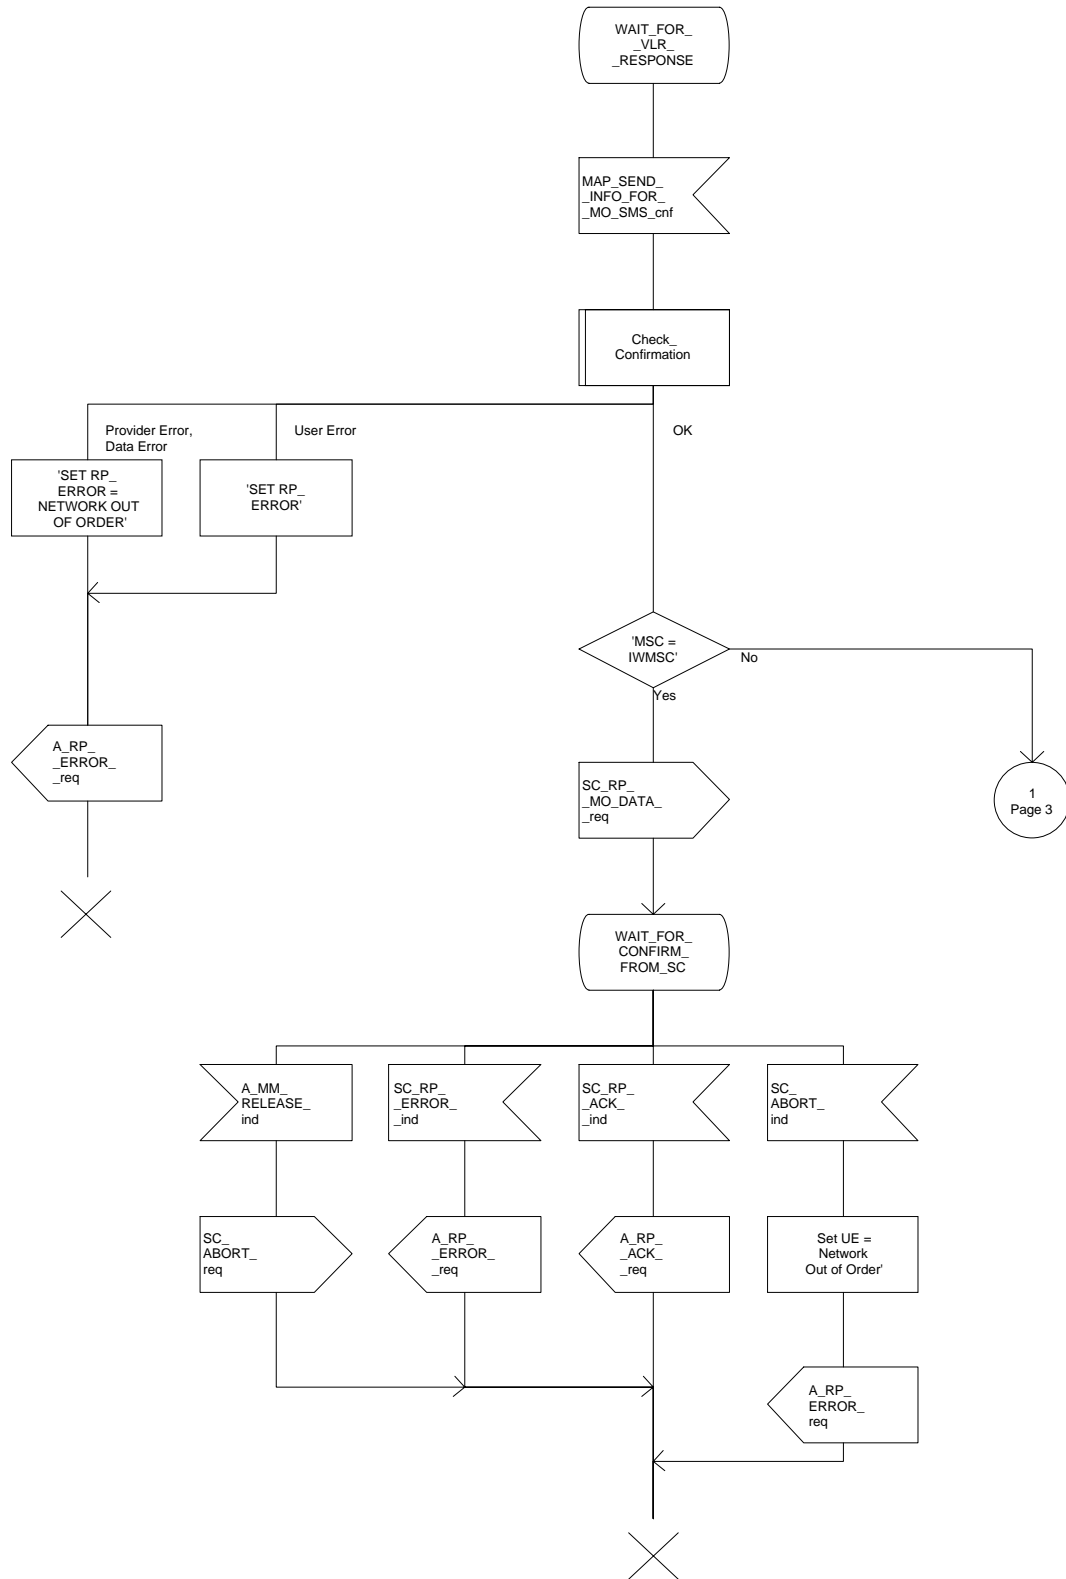 WAIT_FOR_
_VLR_
_RESPONSE
MAP_SEND_
_INFO_FOR_
_MO_SMS_cnf
Check_
Confirmation
Provider Error,
Data Error
User Error
OK
'SET RP_
ERROR =
NETWORK OUT
OF ORDER'
'SET RP_
ERROR'
'MSC =
IWMSC'
No
Yes
A_RP_
_ERROR_
_req
SC_RP_
_MO_DATA_
_req
1
Page 3
WAIT_FOR_
CONFIRM_
FROM_SC
A_MM_
RELEASE_
ind
SC_RP_
_ERROR_
_ind
SC_RP_
_ACK_
_ind
SC_
ABORT_
ind
SC_
ABORT_
req
A_RP_
_ERROR_
_req
A_RP_
_ACK_
_req
Set UE =
Network
Out of Order'
A_RP_
ERROR_
req